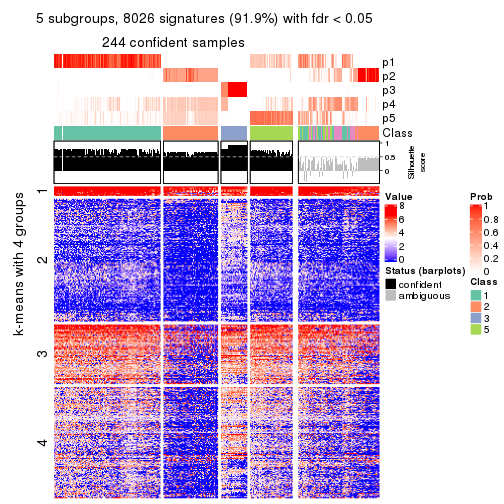 5 subgroups, 8026 signatures (91.9%) with fdr < 0.05
244 confident samples
p1
p2
p3
p4
p5
Class
1
0.5
0
Silhouette
score
k-means with 4 groups
1
2
3
4
Value
8
6
4
2
0
Status (barplots)
confident
ambiguous
Prob
1
0.8
0.6
0.4
0.2
0
Class
1
2
3
5